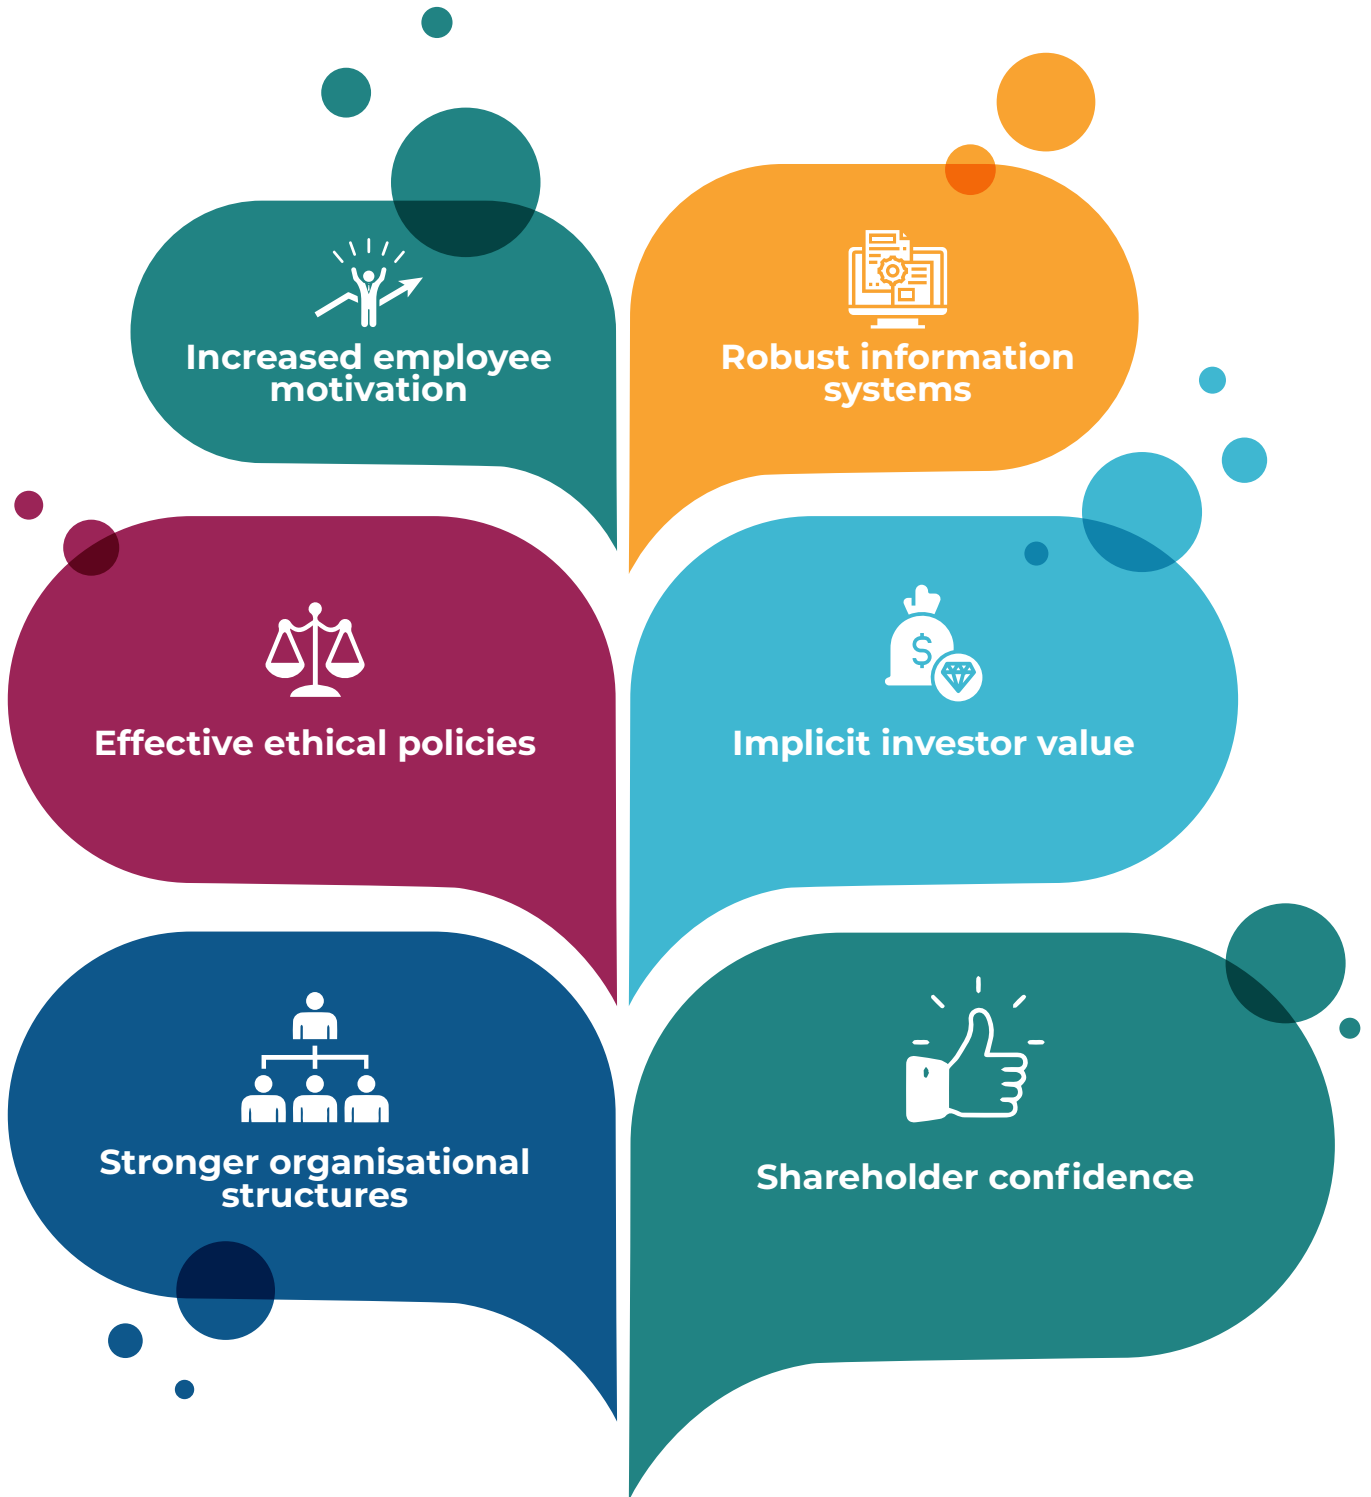 Increased employee
motivation
Robust information
systems
Effective ethical policies
Implicit investor value
$
Stronger organisational
structures
Shareholder confidence